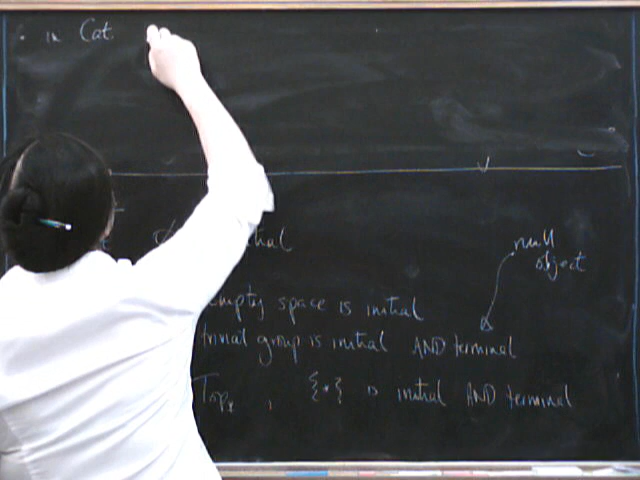 · in Cat
initial
null
object
empty space is initial
trivial group is initial AND terminal
Top*, {*} is initial AND terminal